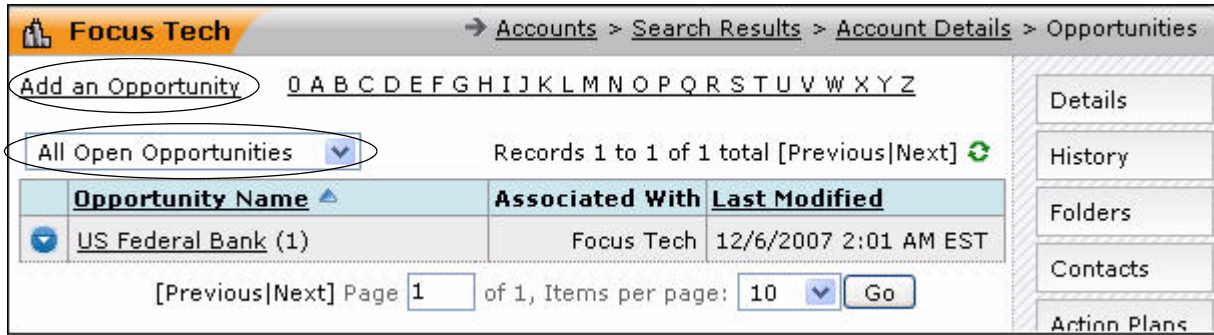 Focus Tech
Accounts > Search Results > Account Details > Opportunities
Add an Opportunity
0 A B C D E F G H I J K L M N O P Q R S T U V W X Y Z
All Open Opportunities
Records 1 to 1 of 1 total [Previous|Next]
Opportunity Name Associated With Last Modified
US Federal Bank (1) Focus Tech 12/6/2007 2:01 AM EST
[Previous|Next] Page 1 of 1, Items per page: 10 Go
Details
History
Folders
Contacts
Action Plans